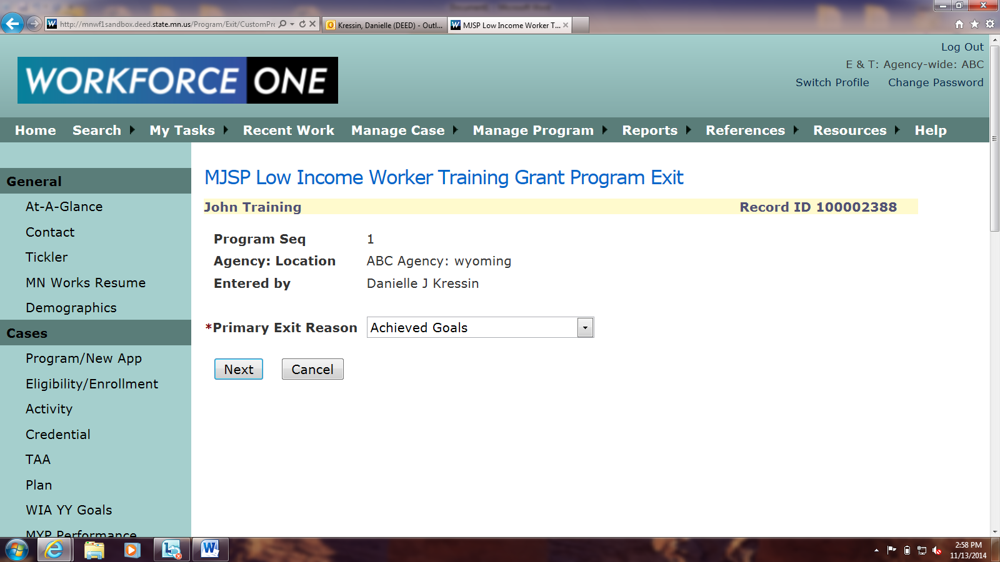 Document1 - Microsoft Word
http://mnwf1sandbox.deed.state.mn.us/Program/Exit/CustomPro
Kressin, Danielle (DEED) - Outl...
MJSP Low Income Worker T...
Log Out
E & T: Agency-wide: ABC
Switch Profile Change Password
WORKFORCE ONE
Home Search My Tasks Recent Work Manage Case Manage Program Reports References Resources Help
General
At-A-Glance
Contact
Tickler
MN Works Resume
Demographics
Cases
Program/New App
Eligibility/Enrollment
Activity
Credential
TAA
Plan
WIA YY Goals
MYP Performance
MJSP Low Income Worker Training Grant Program Exit
John Training Record ID 100002388
Program Seq 1
Agency: Location ABC Agency: wyoming
Entered by Danielle J Kressin
*Primary Exit Reason Achieved Goals
Next Cancel
2:58 PM
11/13/2014